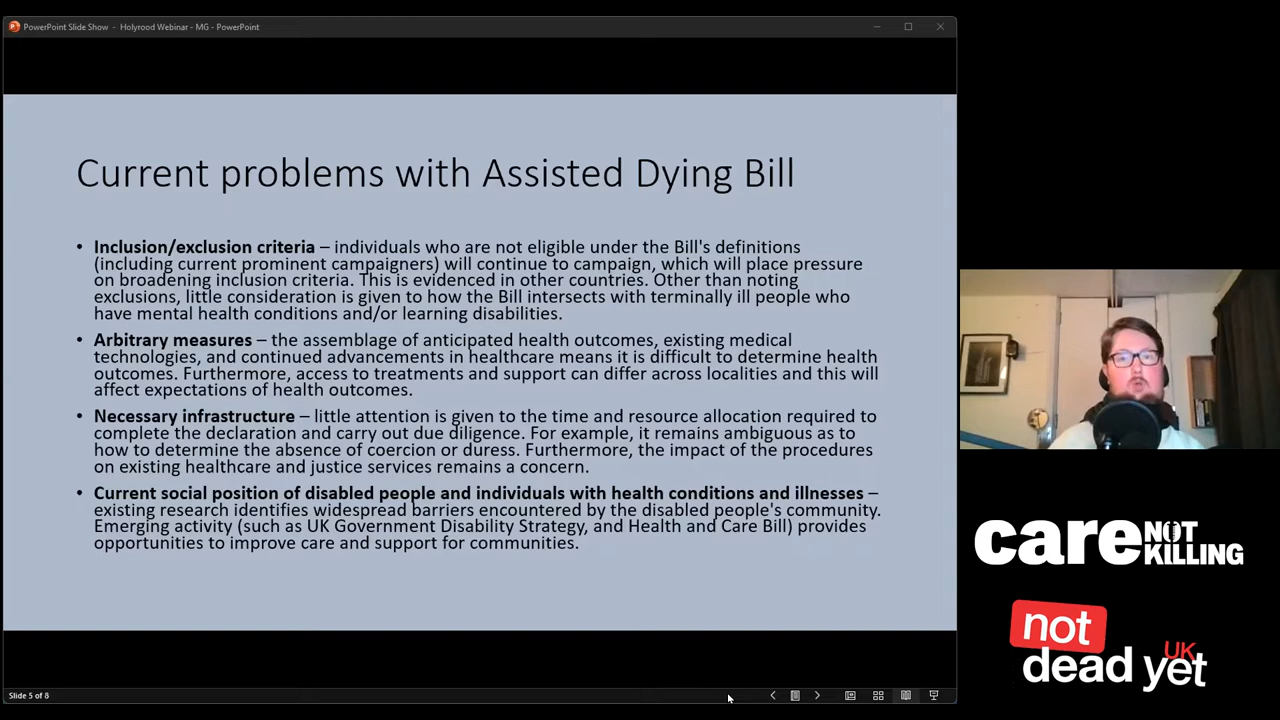 PowerPoint Slide Show - Holyrood Webinar - MG - PowerPoint
Current problems with Assisted Dying Bill
• Inclusion/exclusion criteria – individuals who are not eligible under the Bill's definitions
(including current prominent campaigners) will continue to campaign, which will place pressure
on broadening inclusion criteria. This is evidenced in other countries. Other than noting
exclusions, little consideration is given to how the Bill intersects with terminally ill people who
have mental health conditions and/or learning disabilities.
• Arbitrary measures – the assemblage of anticipated health outcomes, existing medical
technologies, and continued advancements in healthcare means it is difficult to determine health
outcomes. Furthermore, access to treatments and support can differ across localities and this will
affect expectations of health outcomes.
• Necessary infrastructure – little attention is given to the time and resource allocation required to
complete the declaration and carry out due diligence. For example, it remains ambiguous as to
how to determine the absence of coercion or duress. Furthermore, the impact of the procedures
on existing healthcare and justice services remains a concern.
• Current social position of disabled people and individuals with health conditions and illnesses –
existing research identifies widespread barriers encountered by the disabled people's community.
Emerging activity (such as UK Government Disability Strategy, and Health and Care Bill) provides
opportunities to improve care and support for communities.
Slide 5 of 8
care NOT
KILLING
not
UK
dead yet